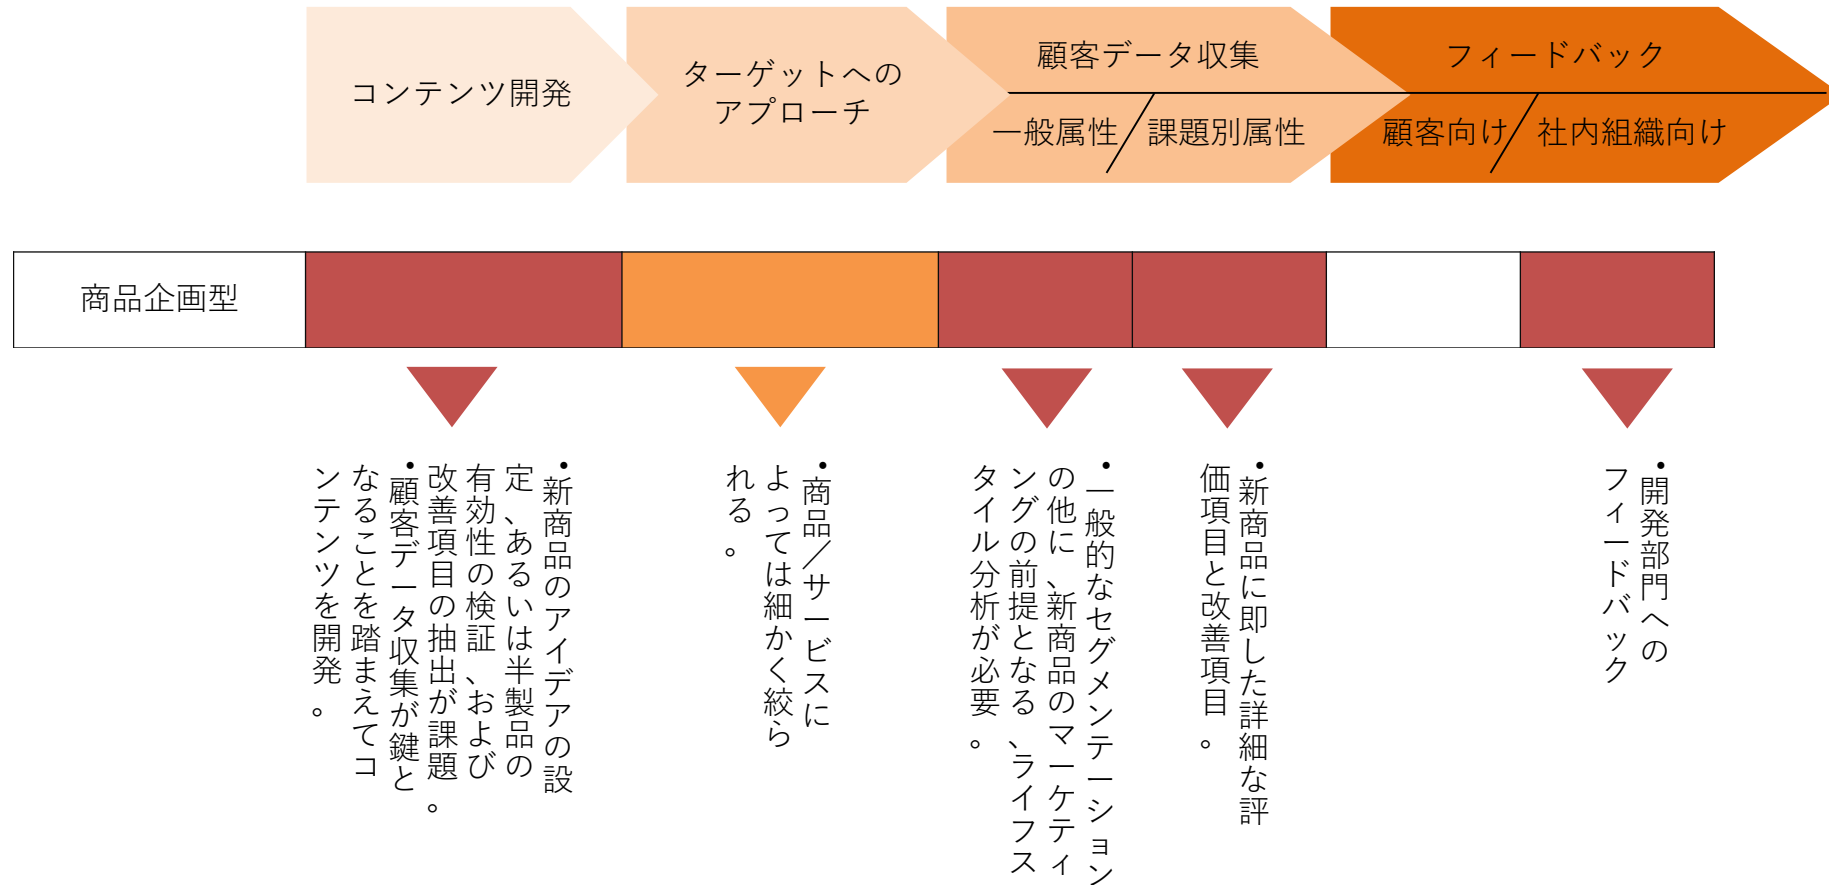 コンテンツ開発
ターゲットへの
アプローチ
顧客データ収集
一般属性
課題別属性
フィードバック
顧客向け
社内組織向け
商品企画型
•新商品のアイデアの設
定、あるいは半製品の
有効性の検証、および
改善項目の抽出が課題。
•顧客データ収集が鍵と
なることを踏まえてコ
ンテンツを開発。
•商品／サービスに
よっては細かく絞ら
れる。
•一般的なセグメンテーション
の他に、新商品のマーケティ
ングの前提となる、ライフス
タイル分析が必要。
•新商品に即した詳細な評
価項目と改善項目。
•開発部門への
フィードバック